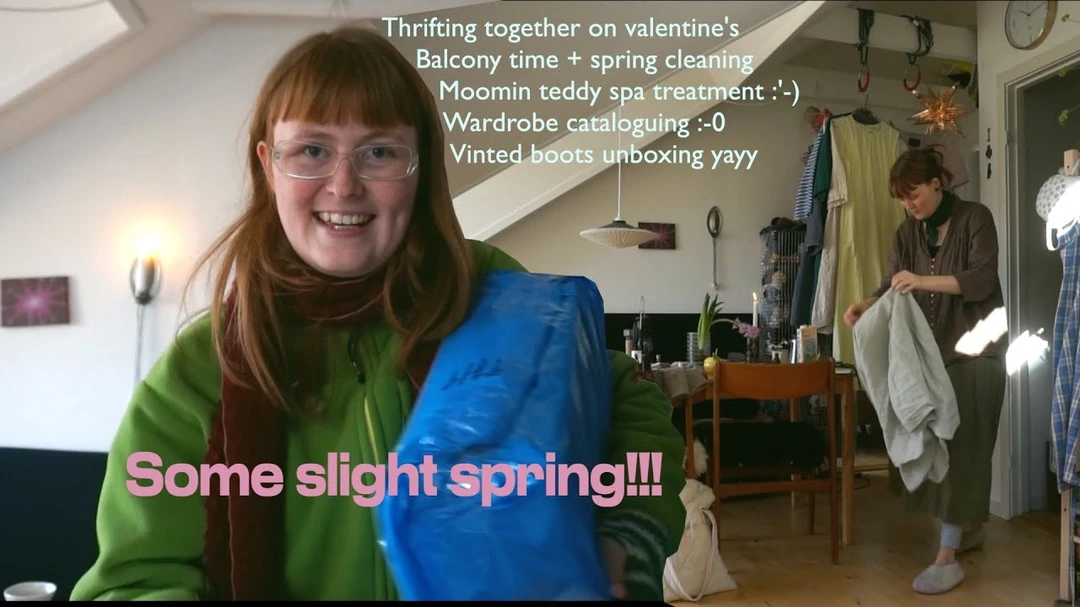 Thrifting together on valentine's
Balcony time + spring cleaning
Moomin teddy spa treatment :'-)
Wardrobe cataloguing :-0
Vinted boots unboxing yayy
Some slight spring!!!